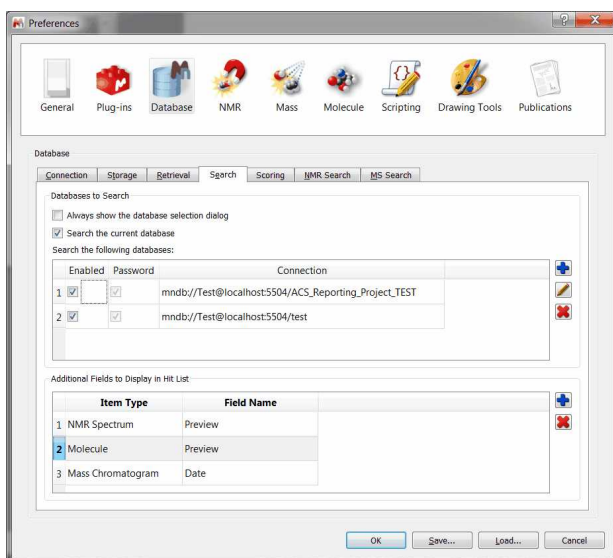 Preferences
General Plug-ins Database NMR Mass Molecule Scripting Drawing Tools Publications
Database
Connection Storage Retrieval Search Scoring NMR Search MS Search
Databases to Search
Always show the database selection dialog
Search the current database
Search the following databases:
Enabled Password Connection
1 mndb://Test@localhost:5504/ACS_Reporting_Project_TEST
2 mndb://Test@localhost:5504/test
Additional Fields to Display in Hit List
Item Type Field Name
1 NMR Spectrum Preview
2 Molecule Preview
3 Mass Chromatogram Date
OK Save... Load... Cancel